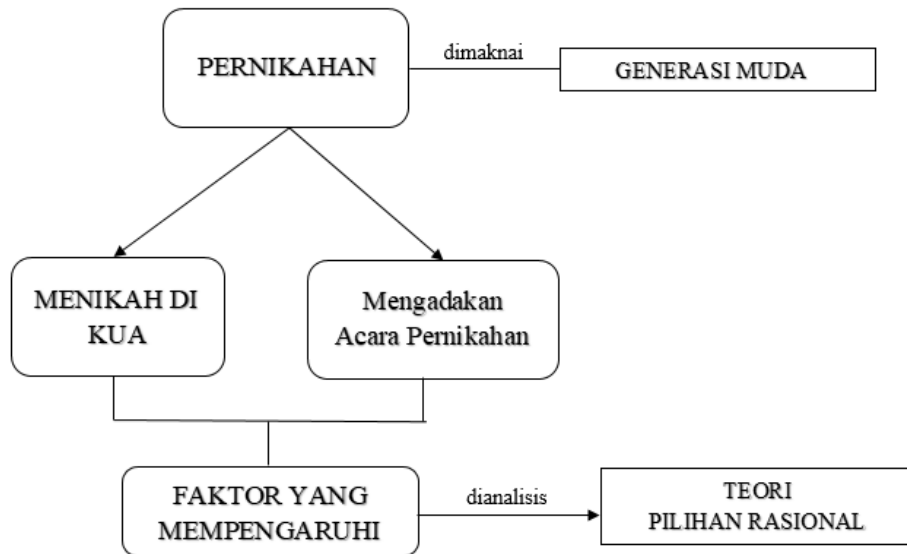 PERNIKAHAN
dimaknai
GENERASI MUDA
MENIKAH DI
KUA
Mengadakan
Acara Pernikahan
FAKTOR YANG
MEMPENGARUHI
dianalisis
TEORI
PILIHAN RASIONAL